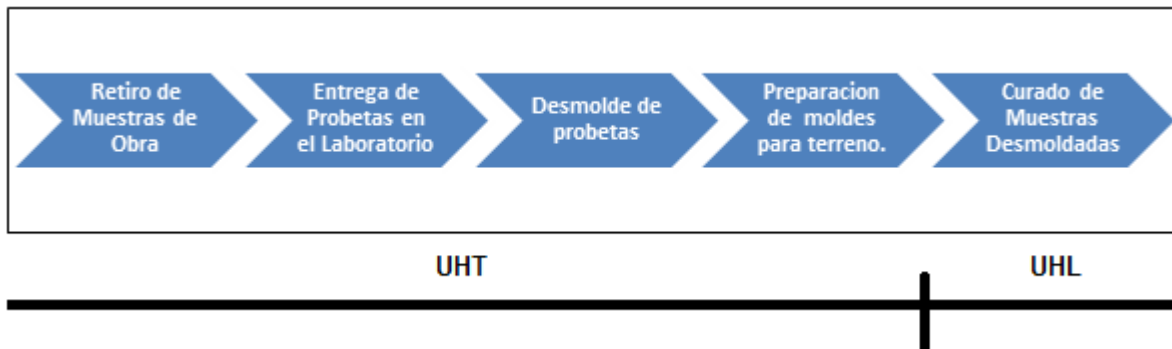 Retiro de
Muestras de
Obra
Entrega de
Probetas en
el Laboratorio
Desmolde de
probetas
Preparacion
de moldes
para terreno.
Curado de
Muestras
Desmoldadas
UHT
UHL